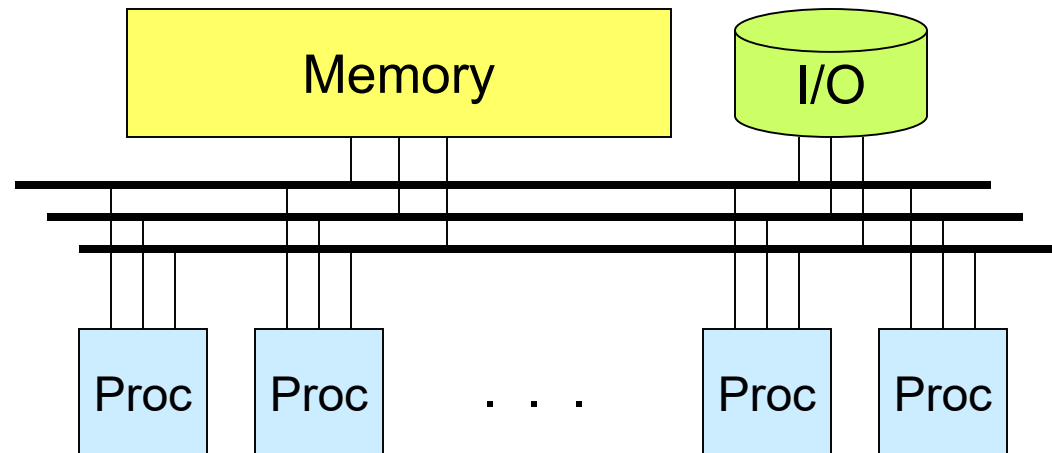 Memory
I/O
Proc
Proc
. . .
Proc
Proc